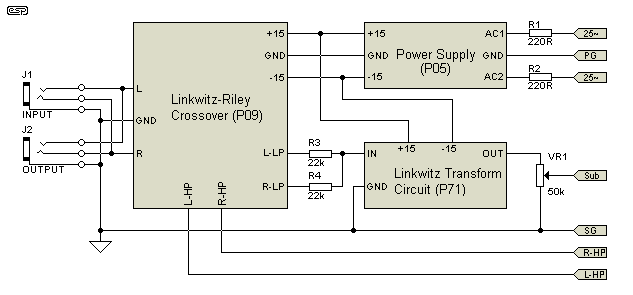 esp
+15
+15
AC1
R1
220R
25~
GND
GND
Power Supply
(P05)
GND
PG
-15
-15
AC2
R2
220R
25~
J1
INPUT
L
Linkwitz-Riley
Crossover (P09)
GND
J2
OUTPUT
R
L-LP
R3
22k
R-LP
R4
22k
L-HP
R-HP
+15
-15
IN
OUT
Linkwitz Transform
Circuit (P71)
GND
VR1
50k
Sub
SG
R-HP
L-HP